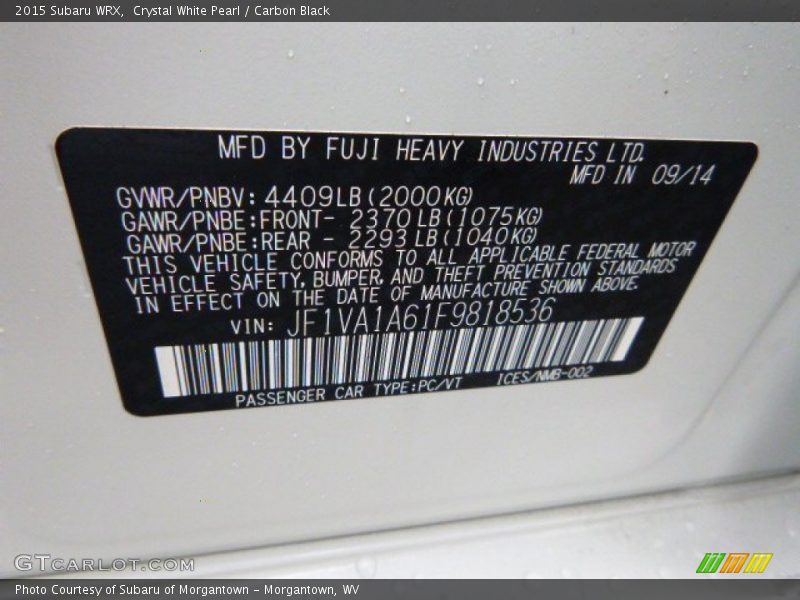 2015 Subaru WRX,  Crystal White Pearl / Carbon Black
MFD BY FUJI HEAVY INDUSTRIES LTD.
MFD IN 09/14
GVWR/PNBV: 4409LB(2000KG)
GAWR/PNBE:FRONT- 2370LB(1075KG)
GAWR/PNBE:REAR - 2293LB(1040KG)
THIS VEHICLE CONFORMS TO ALL APPLICABLE FEDERAL MOTOR
VEHICLE SAFETY, BUMPER, AND THEFT PREVENTION STANDARDS
IN EFFECT ON THE DATE OF MANUFACTURE SHOWN ABOVE.
VIN: JF1VA1A61F9818536
PASSENGER CAR TYPE:PC/VT ICES/NMB-002
GTCARLOT.COM
Photo Courtesy of Subaru of Morgantown - Morgantown, WV